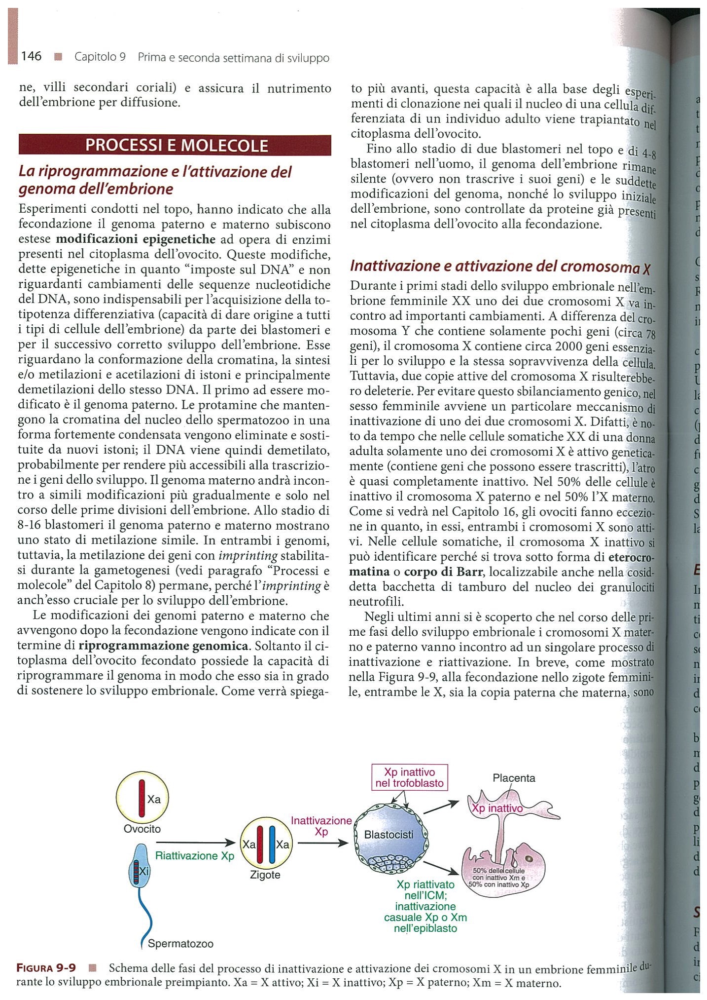 146 ■ Capitolo 9 Prima e seconda settimana di sviluppo
ne, villi secondari coriali) e assicura il nutrimento
dell'embrione per diffusione.
PROCESSI E MOLECOLE
La riprogrammazione e l'attivazione del
genoma dell'embrione
Esperimenti condotti nel topo, hanno indicato che alla
fecondazione il genoma paterno e materno subiscono
estese modificazioni epigenetiche ad opera di enzimi
presenti nel citoplasma dell'ovocito. Queste modifiche,
dette epigenetiche in quanto "imposte sul DNA" e non
riguardanti cambiamenti delle sequenze nucleotidiche
del DNA, sono indispensabili per l'acquisizione della to-
tipotenza differenziativa (capacità di dare origine a tutti
i tipi di cellule dell'embrione) da parte dei blastomeri e
per il successivo corretto sviluppo dell'embrione. Esse
riguardano la conformazione della cromatina, la sintesi
e/o metilazioni e acetilazioni di istoni e principalmente
demetilazioni dello stesso DNA. Il primo ad essere mo-
dificato è il genoma paterno. Le protamine che manten-
gono la cromatina del nucleo dello spermatozoo in una
forma fortemente condensata vengono eliminate e sosti-
tuite da nuovi istoni; il DNA viene quindi demetilato,
probabilmente per rendere più accessibili alla trascrizio-
ne i geni dello sviluppo. Il genoma materno andrà incon-
tro a simili modificazioni più gradualmente e solo nel
corso delle prime divisioni dell'embrione. Allo stadio di
8-16 blastomeri il genoma paterno e materno mostrano
uno stato di metilazione simile. In entrambi i genomi,
tuttavia, la metilazione dei geni con imprinting stabilita-
si durante la gametogenesi (vedi paragrafo "Processi e
molecole" del Capitolo 8) permane, perché l'imprinting è
anch'esso cruciale per lo sviluppo dell'embrione.
Le modificazioni dei genomi paterno e materno che
avvengono dopo la fecondazione vengono indicate con il
termine di riprogrammazione genomica. Soltanto il ci-
toplasma dell'ovocito fecondato possiede la capacità di
riprogrammare il genoma in modo che esso sia in grado
di sostenere lo sviluppo embrionale. Come verrà spiega-
to più avanti, questa capacità è alla base degli esperi-
menti di clonazione nei quali il nucleo di una cellula dif-
ferenziata di un individuo adulto viene trapiantato nel
citoplasma dell'ovocito.
Fino allo stadio di due blastomeri nel topo e di 4-8
blastomeri nell'uomo, il genoma dell'embrione rimane
silente (ovvero non trascrive i suoi geni) e le suddette
modificazioni del genoma, nonché lo sviluppo iniziale
dell'embrione, sono controllate da proteine già presenti
nel citoplasma dell'ovocito alla fecondazione.
Inattivazione e attivazione del cromosoma X
Durante i primi stadi dello sviluppo embrionale nell'em-
brione femminile XX uno dei due cromosomi X va in-
contro ad importanti cambiamenti. A differenza del cro-
mosoma Y che contiene solamente pochi geni (circa 78
geni), il cromosoma X contiene circa 2000 geni essenzia-
li per lo sviluppo e la stessa sopravvivenza della cellula.
Tuttavia, due copie attive del cromosoma X risulterebbe-
ro deleterie. Per evitare questo sbilanciamento genico, nel
sesso femminile avviene un particolare meccanismo di
inattivazione di uno dei due cromosomi X. Difatti, è no-
to da tempo che nelle cellule somatiche XX di una donna
adulta solamente uno dei cromosomi X è attivo genetica-
mente (contiene geni che possono essere trascritti), l'atro
è quasi completamente inattivo. Nel 50% delle cellule è
inattivo il cromosoma X paterno e nel 50% l'X materno.
Come si vedrà nel Capitolo 16, gli ovociti fanno eccezio-
ne in quanto, in essi, entrambi i cromosomi X sono atti-
vi. Nelle cellule somatiche, il cromosoma X inattivo si
può identificare perché si trova sotto forma di eterocro-
matina o corpo di Barr, localizzabile anche nella cosid-
detta bacchetta di tamburo del nucleo dei granulociti
neutrofili.
Negli ultimi anni si è scoperto che nel corso delle pri-
me fasi dello sviluppo embrionale i cromosomi X mater-
no e paterno vanno incontro ad un singolare processo di
inattivazione e riattivazione. In breve, come mostrato
nella Figura 9-9, alla fecondazione nello zigote femmini-
le, entrambe le X, sia la copia paterna che materna, sono
Xa
Ovocito
Riattivazione Xp
Xi
Spermatozoo
Xa
Xa
Zigote
Inattivazione
Xp
Xp inattivo
nel trofoblasto
Blastocisti
Xp riattivato
nell'ICM;
inattivazione
casuale Xp o Xm
nell'epiblasto
Placenta
Xp inattivo
50% delle cellule
con inattivo Xm e
50% con inattivo Xp
FIGURA 9-9 ■ Schema delle fasi del processo di inattivazione e attivazione dei cromosomi X in un embrione femminile du-
rante lo sviluppo embrionale preimpianto. Xa = X attivo; Xi = X inattivo; Xp = X paterno; Xm = X materno.